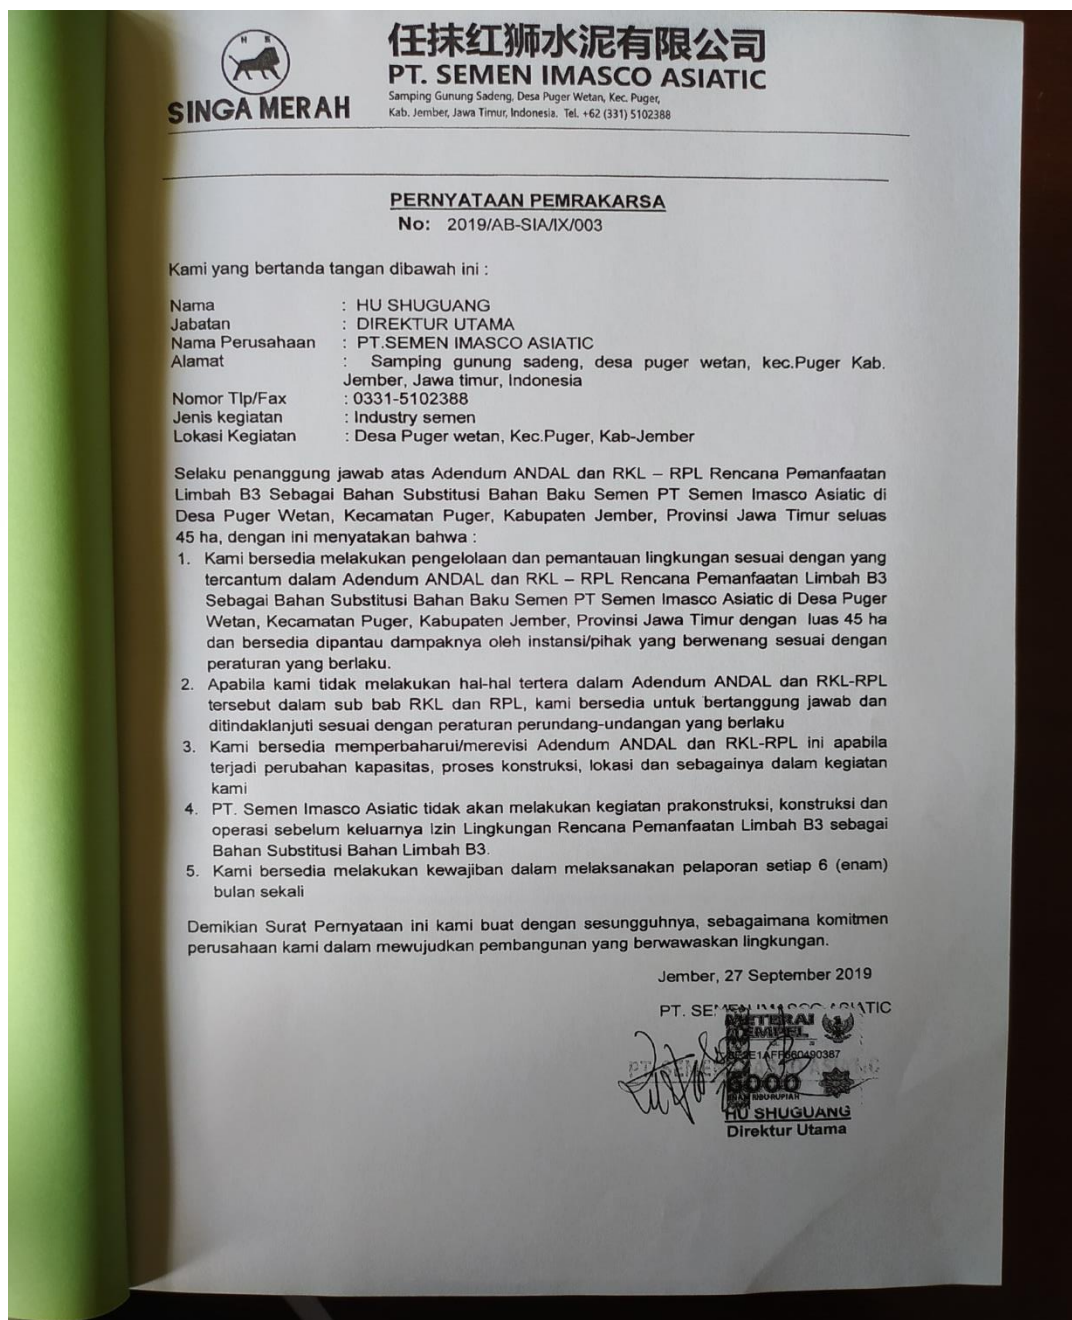 任抹红狮水泥有限公司
PT. SEMEN IMASCO ASIATIC
Samping Gunung Sadeng, Desa Puger Wetan, Kec. Puger,
Kab. Jember, Jawa Timur, Indonesia. Tel. +62 (331) 5102388
H S
SINGA MERAH
PERNYATAAN PEMRAKARSA
No: 2019/AB-SIA/IX/003
Kami yang bertanda tangan dibawah ini :
Nama : HU SHUGUANG
Jabatan : DIREKTUR UTAMA
Nama Perusahaan : PT.SEMEN IMASCO ASIATIC
Alamat : Samping gunung sadeng, desa puger wetan, kec.Puger Kab.
Jember, Jawa timur, Indonesia
Nomor Tlp/Fax : 0331-5102388
Jenis kegiatan : Industry semen
Lokasi Kegiatan : Desa Puger wetan, Kec.Puger, Kab-Jember
Selaku penanggung jawab atas Adendum ANDAL dan RKL – RPL Rencana Pemanfaatan
Limbah B3 Sebagai Bahan Substitusi Bahan Baku Semen PT Semen Imasco Asiatic di
Desa Puger Wetan, Kecamatan Puger, Kabupaten Jember, Provinsi Jawa Timur seluas
45 ha, dengan ini menyatakan bahwa :
1. Kami bersedia melakukan pengelolaan dan pemantauan lingkungan sesuai dengan yang
tercantum dalam Adendum ANDAL dan RKL – RPL Rencana Pemanfaatan Limbah B3
Sebagai Bahan Substitusi Bahan Baku Semen PT Semen Imasco Asiatic di Desa Puger
Wetan, Kecamatan Puger, Kabupaten Jember, Provinsi Jawa Timur dengan luas 45 ha
dan bersedia dipantau dampaknya oleh instansi/pihak yang berwenang sesuai dengan
peraturan yang berlaku.
2. Apabila kami tidak melakukan hal-hal tertera dalam Adendum ANDAL dan RKL-RPL
tersebut dalam sub bab RKL dan RPL, kami bersedia untuk bertanggung jawab dan
ditindaklanjuti sesuai dengan peraturan perundang-undangan yang berlaku
3. Kami bersedia memperbaharui/merevisi Adendum ANDAL dan RKL-RPL ini apabila
terjadi perubahan kapasitas, proses konstruksi, lokasi dan sebagainya dalam kegiatan
kami
4. PT. Semen Imasco Asiatic tidak akan melakukan kegiatan prakonstruksi, konstruksi dan
operasi sebelum keluarnya Izin Lingkungan Rencana Pemanfaatan Limbah B3 sebagai
Bahan Substitusi Bahan Limbah B3.
5. Kami bersedia melakukan kewajiban dalam melaksanakan pelaporan setiap 6 (enam)
bulan sekali
Demikian Surat Pernyataan ini kami buat dengan sesungguhnya, sebagaimana komitmen
perusahaan kami dalam mewujudkan pembangunan yang berwawaskan lingkungan.
Jember, 27 September 2019
PT. SEMEN IMASCO ASIATIC
METERAI
TEMPEL
6000
ENAM RIBU RUPIAH
HU SHUGUANG
Direktur Utama